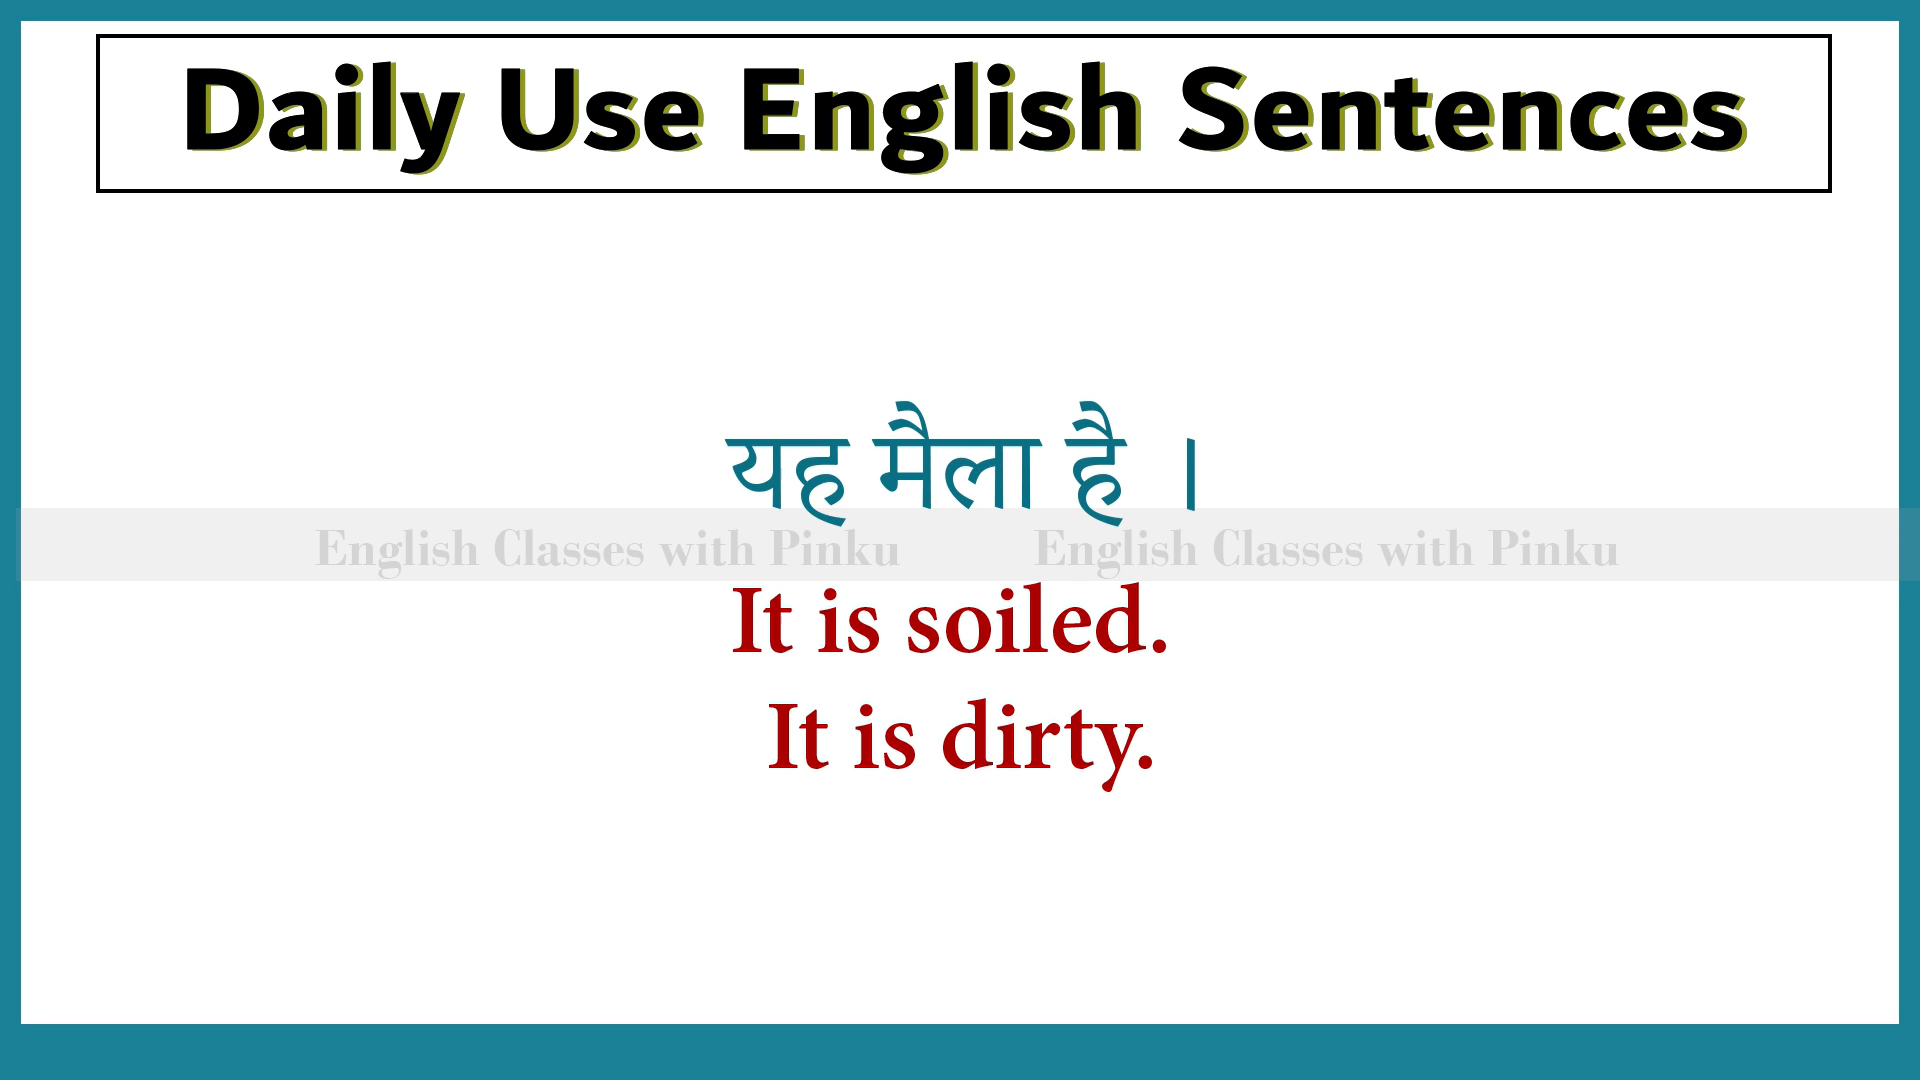 Daily Use English Sentences
यह मैला है ।
English Classes with Pinku English Classes with Pinku
It is soiled.
It is dirty.